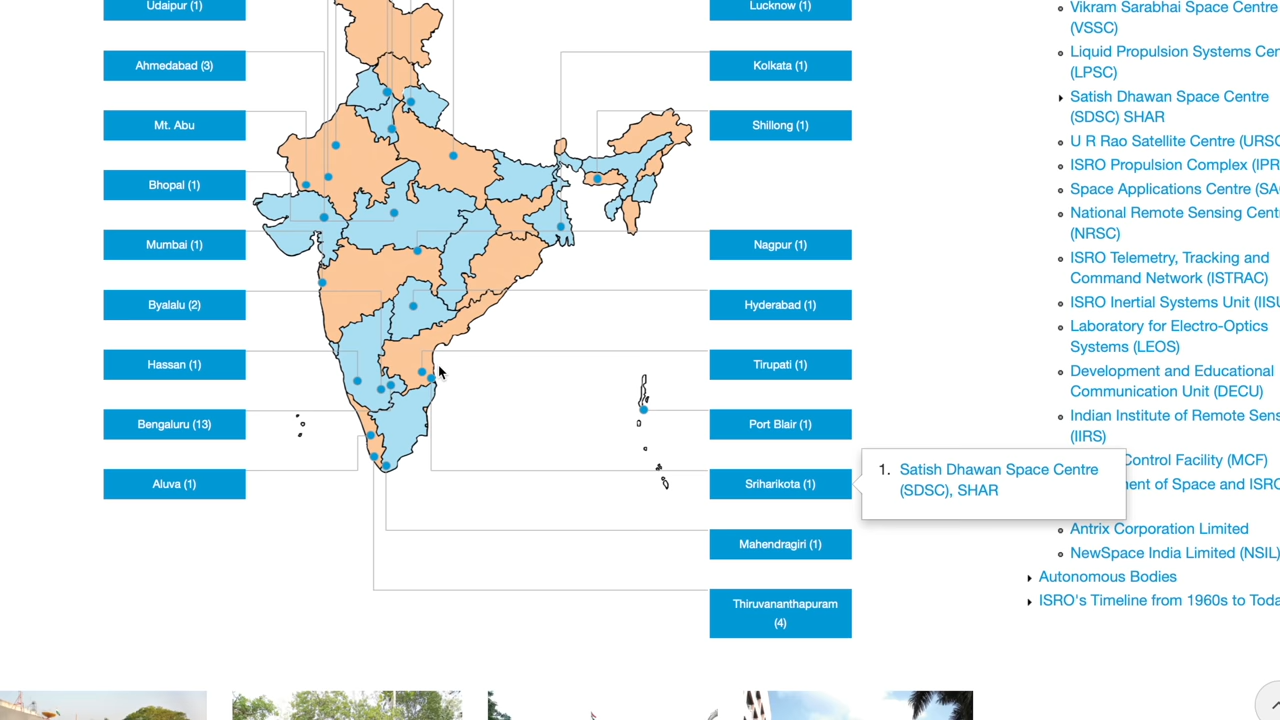 Udaipur (1)
Ahmedabad (3)
Mt. Abu
Bhopal (1)
Mumbai (1)
Byalalu (2)
Hassan (1)
Bengaluru (13)
Aluva (1)
Lucknow (1)
Kolkata (1)
Shillong (1)
Nagpur (1)
Hyderabad (1)
Tirupati (1)
Port Blair (1)
Sriharikota (1)
Mahendragiri (1)
Thiruvananthapuram
(4)
1. Satish Dhawan Space Centre
(SDSC), SHAR
Vikram Sarabhai Space Centre
(VSSC)
Liquid Propulsion Systems Cen
(LPSC)
Satish Dhawan Space Centre
(SDSC) SHAR
U R Rao Satellite Centre (URSC
ISRO Propulsion Complex (IPR
Space Applications Centre (SA
National Remote Sensing Cent
(NRSC)
ISRO Telemetry, Tracking and
Command Network (ISTRAC)
ISRO Inertial Systems Unit (IISU
Laboratory for Electro-Optics
Systems (LEOS)
Development and Educational
Communication Unit (DECU)
Indian Institute of Remote Sens
(IIRS)
Control Facility (MCF)
ent of Space and ISRO
Antrix Corporation Limited
NewSpace India Limited (NSIL)
Autonomous Bodies
ISRO's Timeline from 1960s to Toda